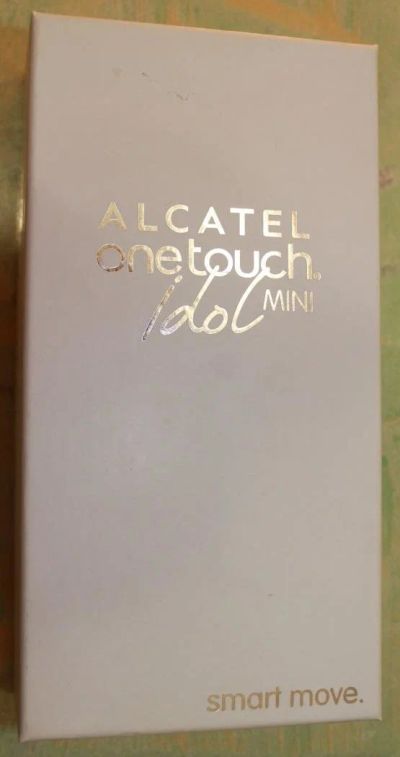 ALCATEL
onetouch®
idol MINI
smart move.